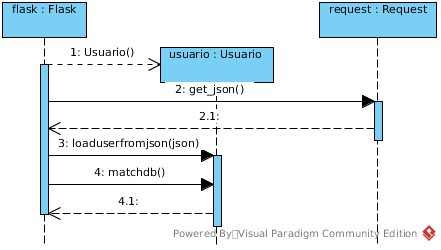 flask : Flask
request : Request
1: Usuario()
usuario : Usuario
2: get_json()
2.1:
3: loaduserfromjson(json)
4: matchdb()
4.1:
Powered By Visual Paradigm Community Edition